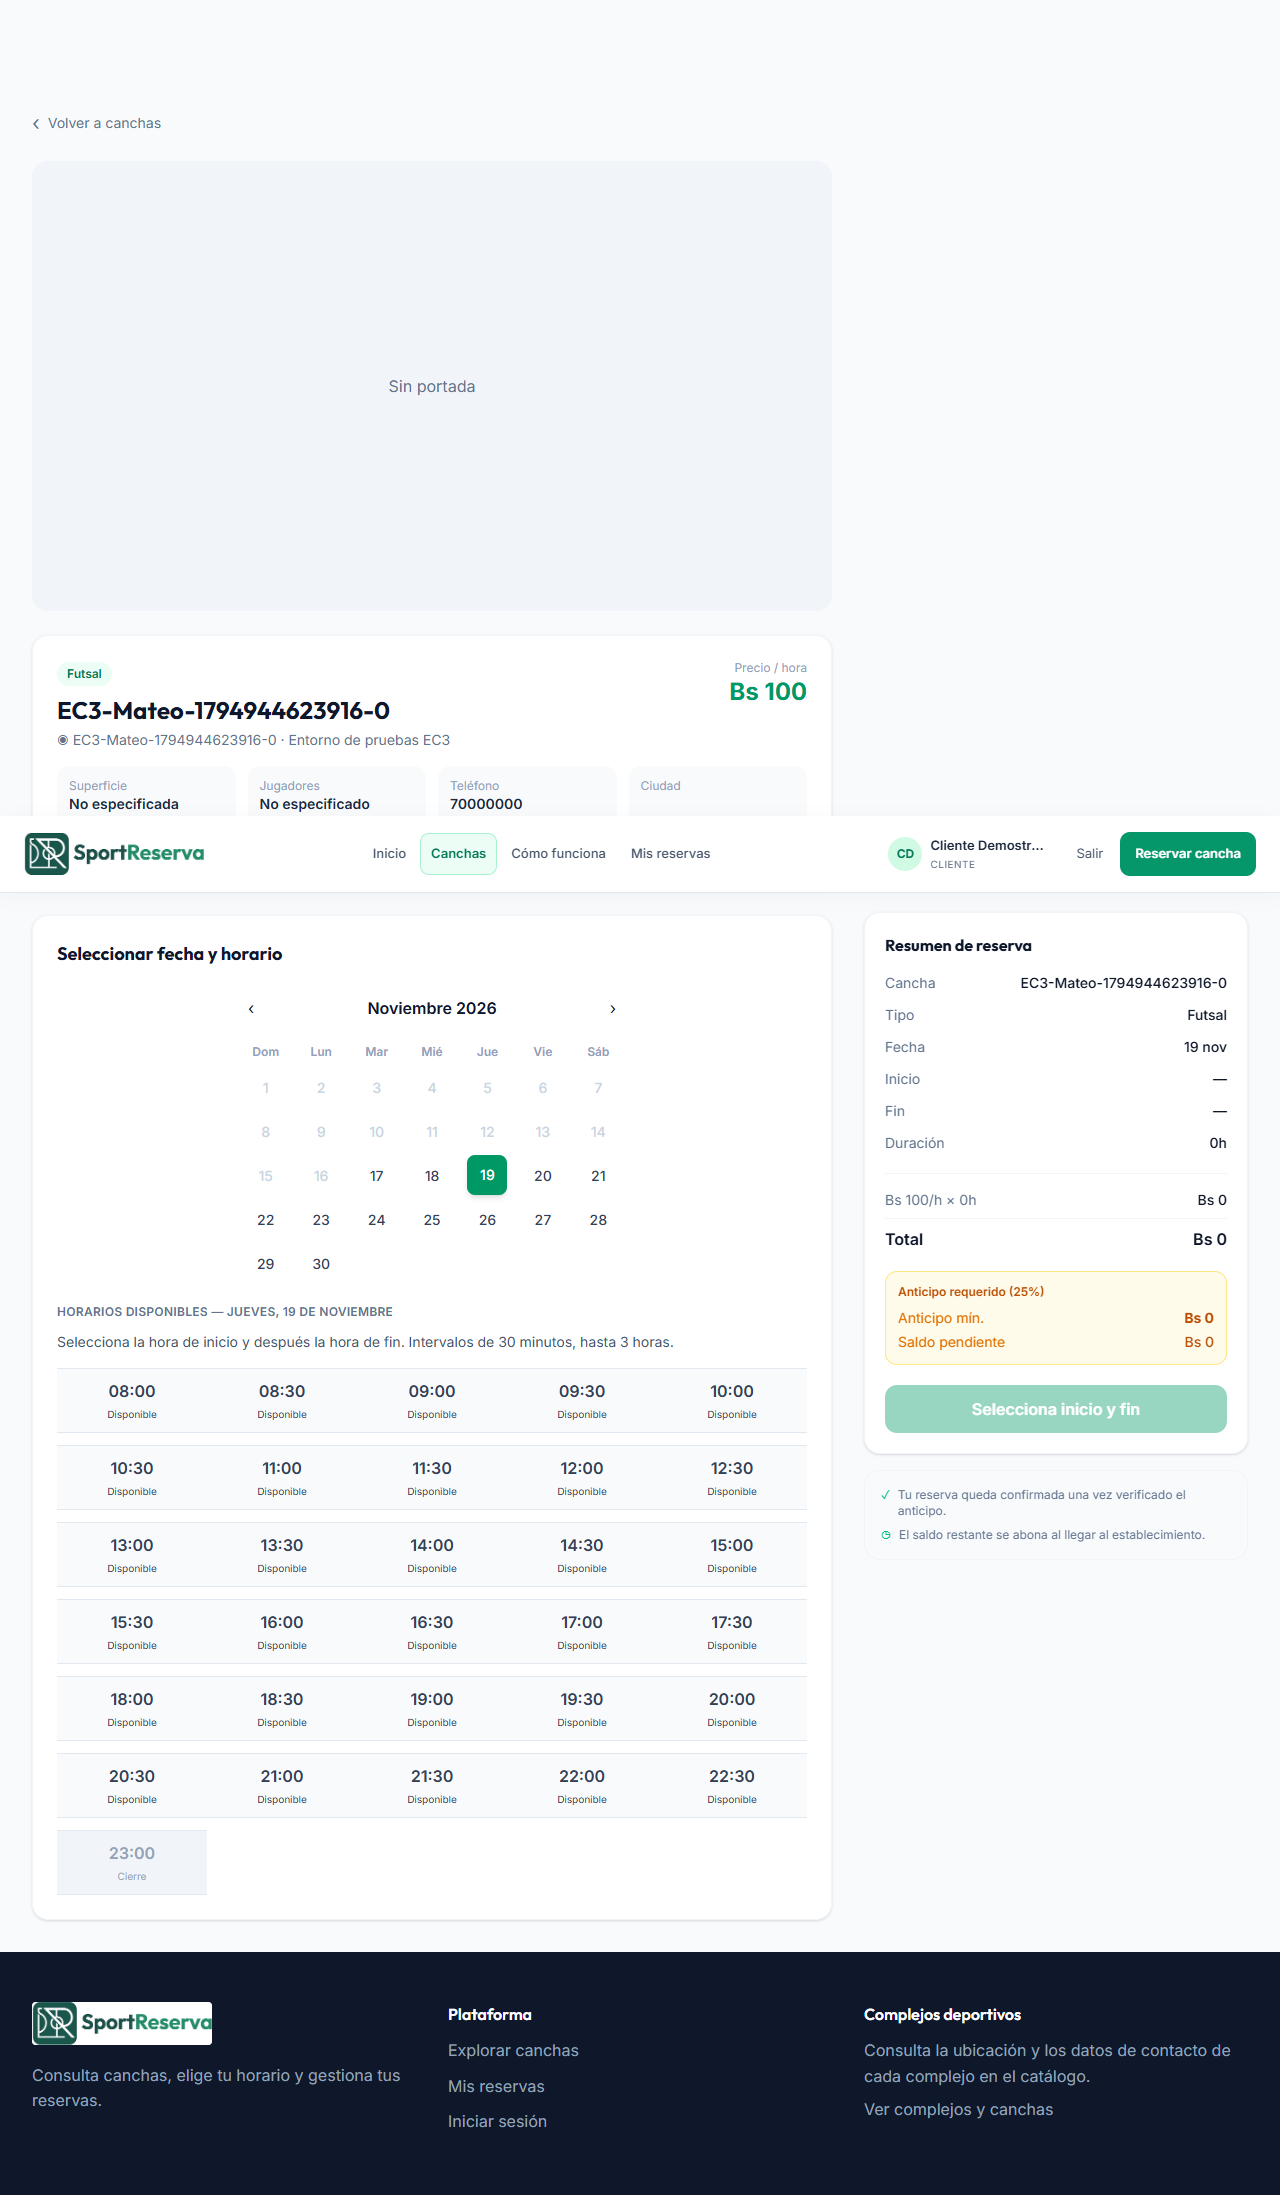 ‹ Volver a canchas
Sin portada
Futsal
Precio / hora
EC3-Mateo-1794944623916-0
Bs 100
◉ EC3-Mateo-1794944623916-0 · Entorno de pruebas EC3
Superficie Jugadores Teléfono Ciudad
No especificada No especificado 70000000
SportReserva Inicio Canchas Cómo funciona Mis reservas CD Cliente Demostr... Salir Reservar cancha
CLIENTE
Seleccionar fecha y horario
‹ Noviembre 2026 ›
Dom Lun Mar Mié Jue Vie Sáb
1 2 3 4 5 6 7
8 9 10 11 12 13 14
15 16 17 18 19 20 21
22 23 24 25 26 27 28
29 30
HORARIOS DISPONIBLES — JUEVES, 19 DE NOVIEMBRE
Selecciona la hora de inicio y después la hora de fin. Intervalos de 30 minutos, hasta 3 horas.
08:00 08:30 09:00 09:30 10:00
Disponible Disponible Disponible Disponible Disponible
10:30 11:00 11:30 12:00 12:30
Disponible Disponible Disponible Disponible Disponible
13:00 13:30 14:00 14:30 15:00
Disponible Disponible Disponible Disponible Disponible
15:30 16:00 16:30 17:00 17:30
Disponible Disponible Disponible Disponible Disponible
18:00 18:30 19:00 19:30 20:00
Disponible Disponible Disponible Disponible Disponible
20:30 21:00 21:30 22:00 22:30
Disponible Disponible Disponible Disponible Disponible
23:00
Cierre
Resumen de reserva
Cancha EC3-Mateo-1794944623916-0
Tipo Futsal
Fecha 19 nov
Inicio —
Fin —
Duración 0h
Bs 100/h × 0h Bs 0
Total Bs 0
Anticipo requerido (25%)
Anticipo mín. Bs 0
Saldo pendiente Bs 0
Selecciona inicio y fin
✓ Tu reserva queda confirmada una vez verificado el
anticipo.
◷ El saldo restante se abona al llegar al establecimiento.
SportReserva
Consulta canchas, elige tu horario y gestiona tus
reservas.
Plataforma
Explorar canchas
Mis reservas
Iniciar sesión
Complejos deportivos
Consulta la ubicación y los datos de contacto de
cada complejo en el catálogo.
Ver complejos y canchas